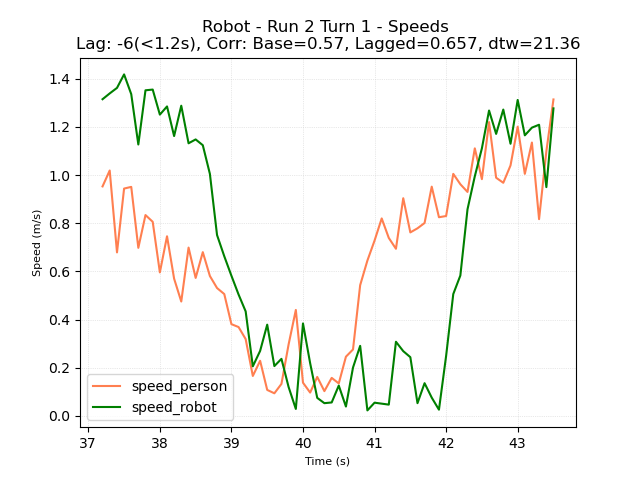 Robot - Run 2 Turn 1 - Speeds
Lag: -6(<1.2s), Corr: Base=0.57, Lagged=0.657, dtw=21.36
1.4
1.2
1.0
0.8
0.6
0.4
0.2
0.0
Speed (m/s)
speed_person
speed_robot
37 38 39 40 41 42 43
Time (s)